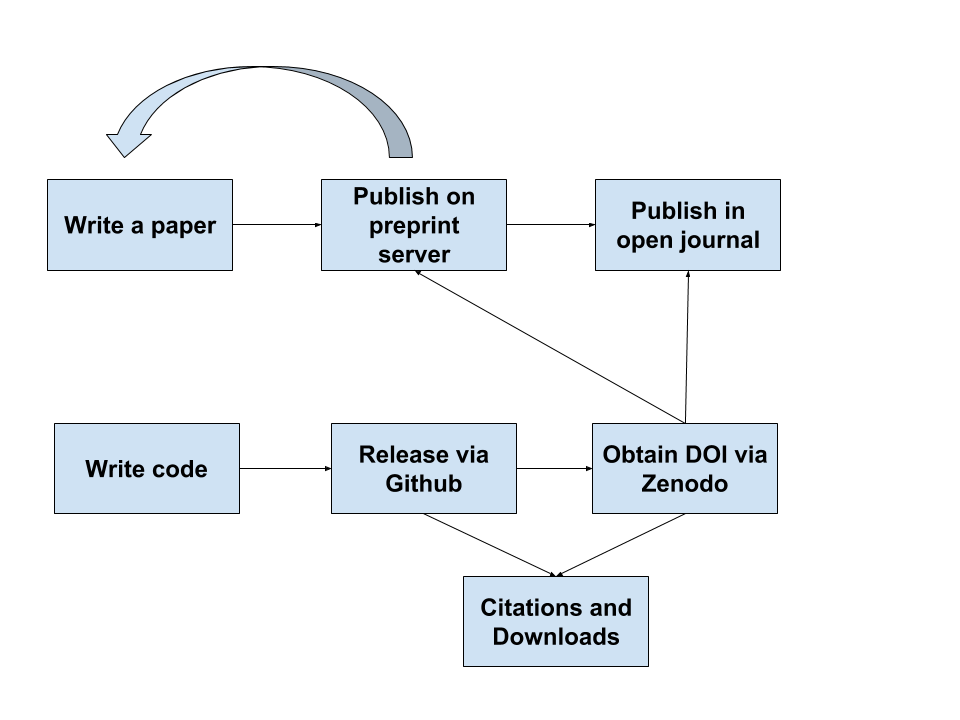 Write a paper
Publish on
preprint
server
Publish in
open journal
Write code
Release via
Github
Obtain DOI via
Zenodo
Citations and
Downloads